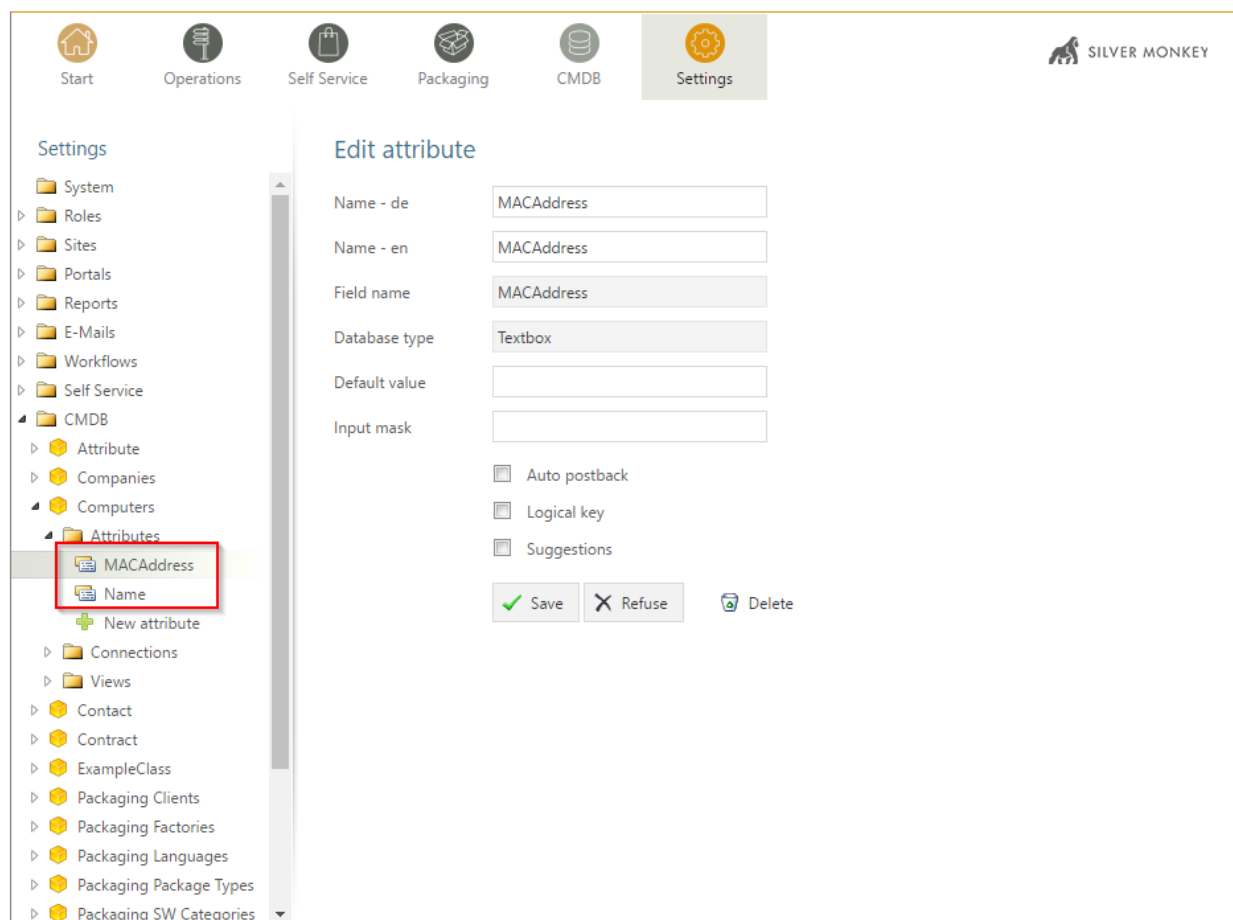 Start
Operations
Self Service
Packaging
CMDB
Settings
SILVER MONKEY
Settings
System
Roles
Sites
Portals
Reports
E-Mails
Workflows
Self Service
CMDB
Attribute
Companies
Computers
Attributes
MACAddress
Name
New attribute
Connections
Views
Contact
Contract
ExampleClass
Packaging Clients
Packaging Factories
Packaging Languages
Packaging Package Types
Packaging SW Categories
Edit attribute
Name - de MACAddress
Name - en MACAddress
Field name MACAddress
Database type Textbox
Default value
Input mask
Auto postback
Logical key
Suggestions
Save Refuse Delete